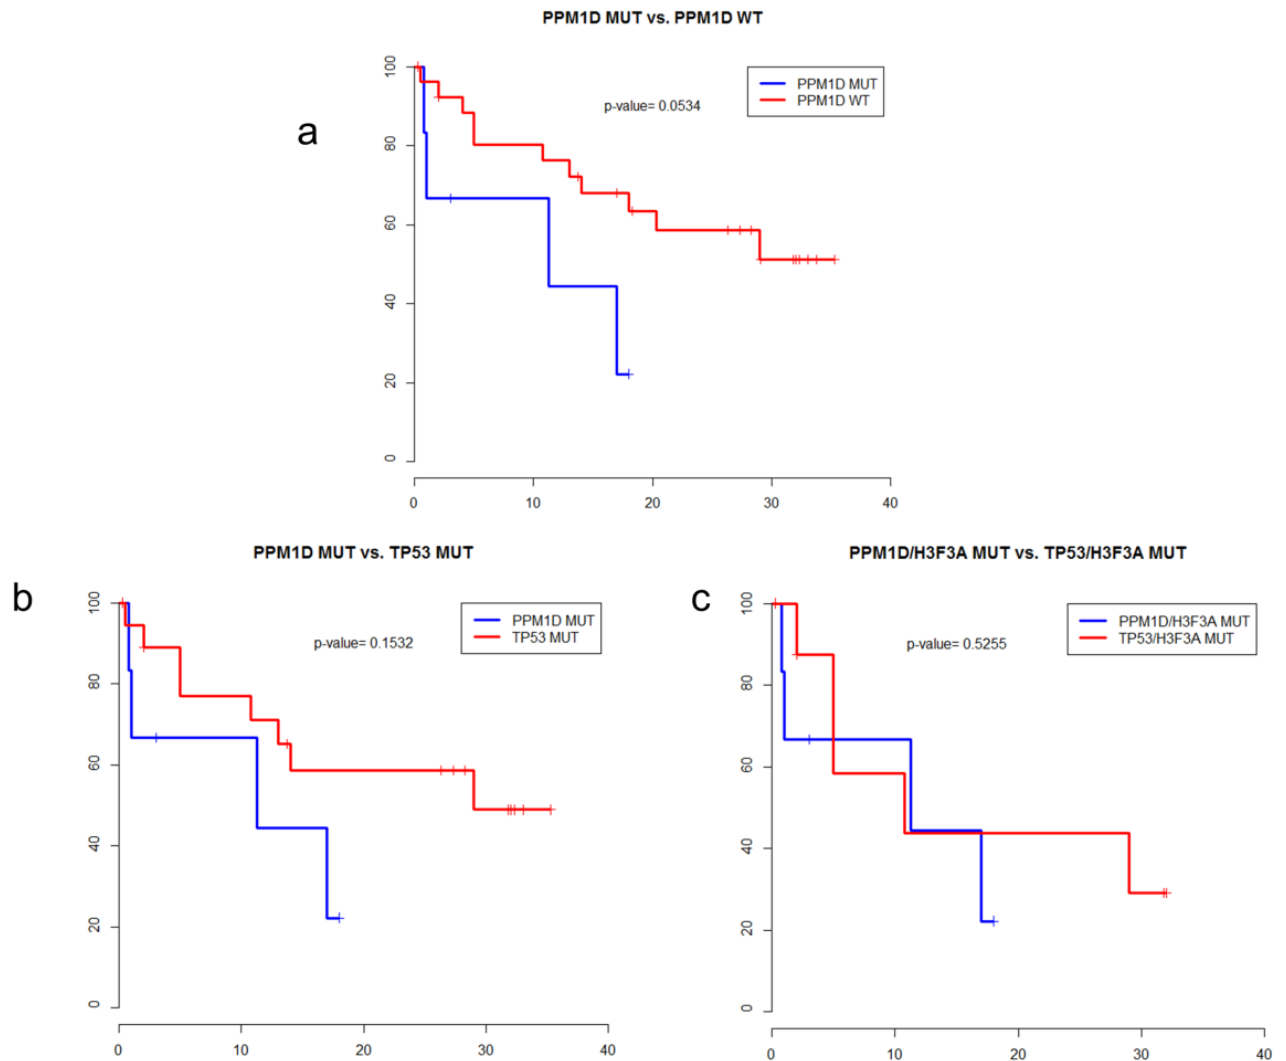 PPM1D MUT vs. PPM1D WT
a
PPM1D MUT
PPM1D WT
p-value= 0.0534
100
80
60
40
20
0
0 10 20 30 40
PPM1D MUT vs. TP53 MUT
b
PPM1D MUT
TP53 MUT
p-value= 0.1532
100
80
60
40
20
0
0 10 20 30 40
PPM1D/H3F3A MUT vs. TP53/H3F3A MUT
c
PPM1D/H3F3A MUT
TP53/H3F3A MUT
p-value= 0.5255
100
80
60
40
20
0
0 10 20 30 40